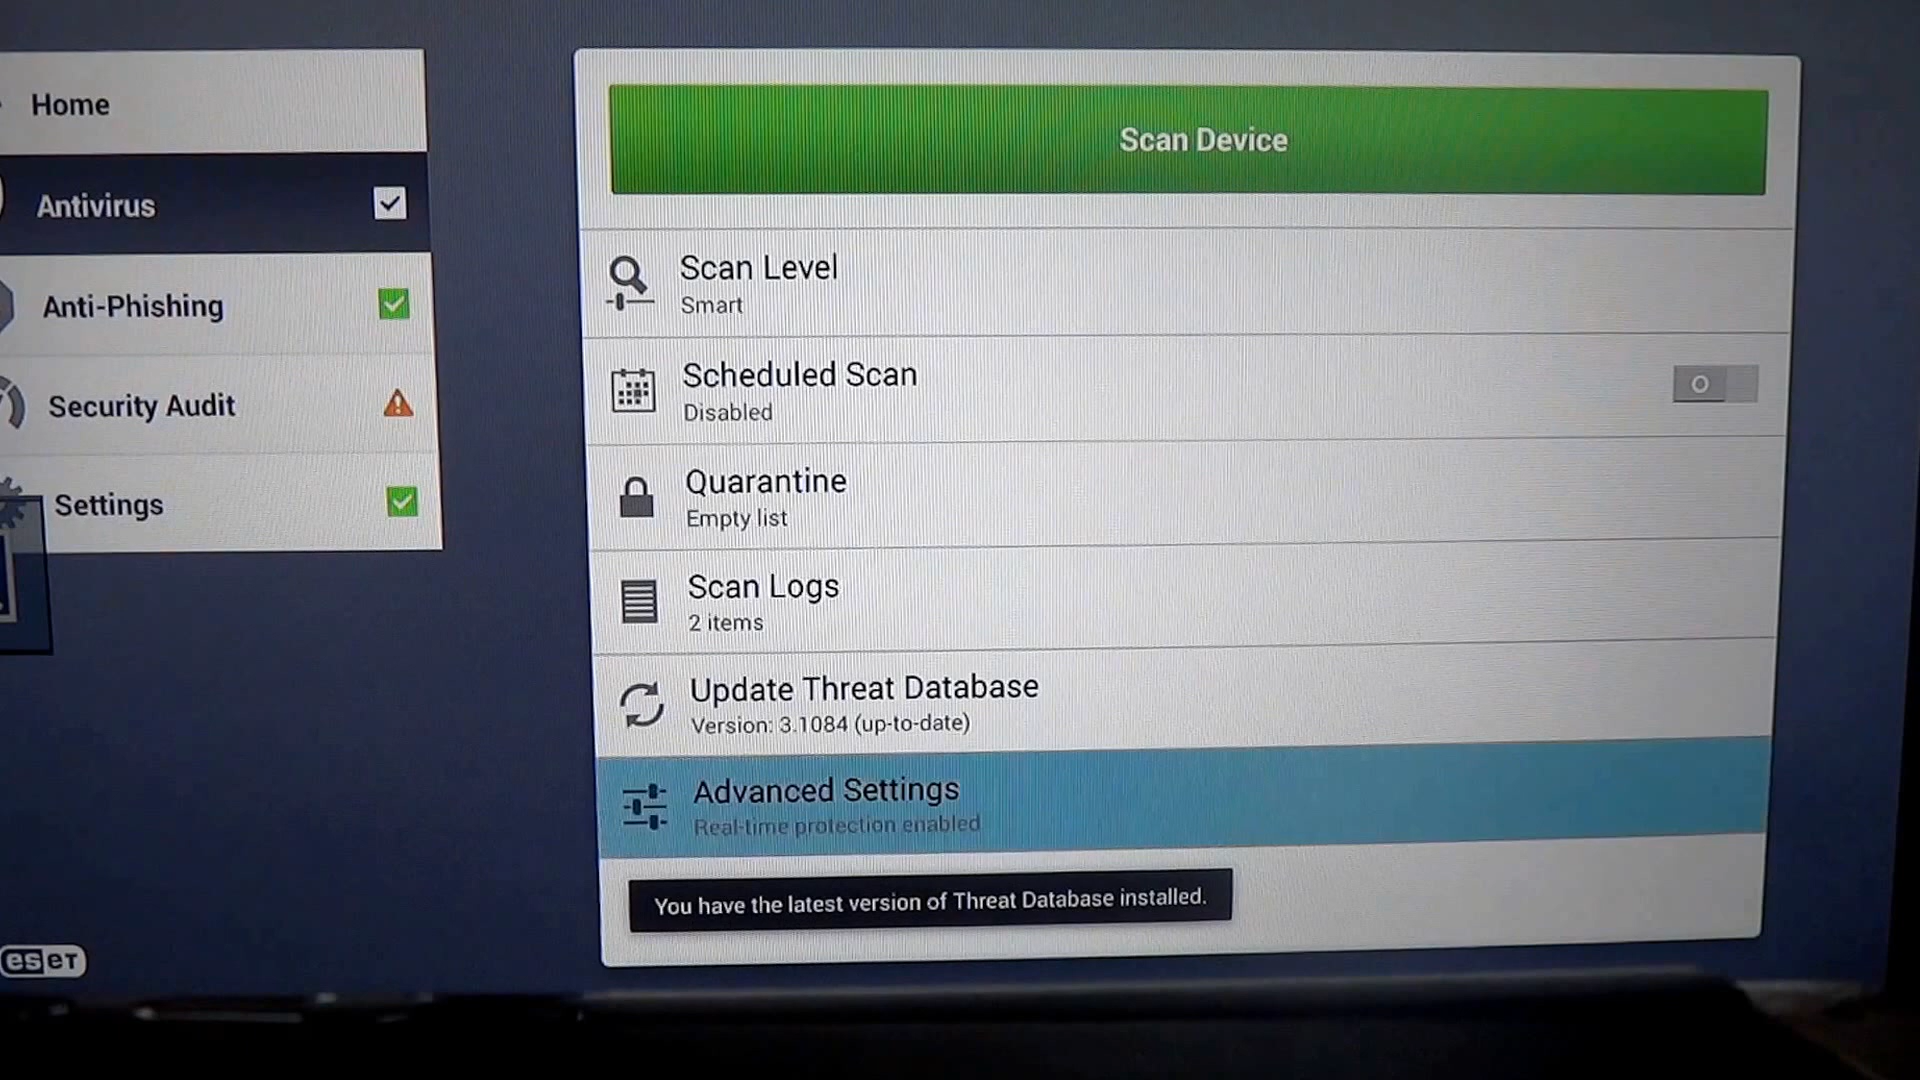 Home
Antivirus
Anti-Phishing
Security Audit
Settings
eset
Scan Device
Scan Level
Smart
Scheduled Scan
Disabled
Quarantine
Empty list
Scan Logs
2 items
Update Threat Database
Version: 3.1084 (up-to-date)
Advanced Settings
Real-time protection enabled
You have the latest version of Threat Database installed.